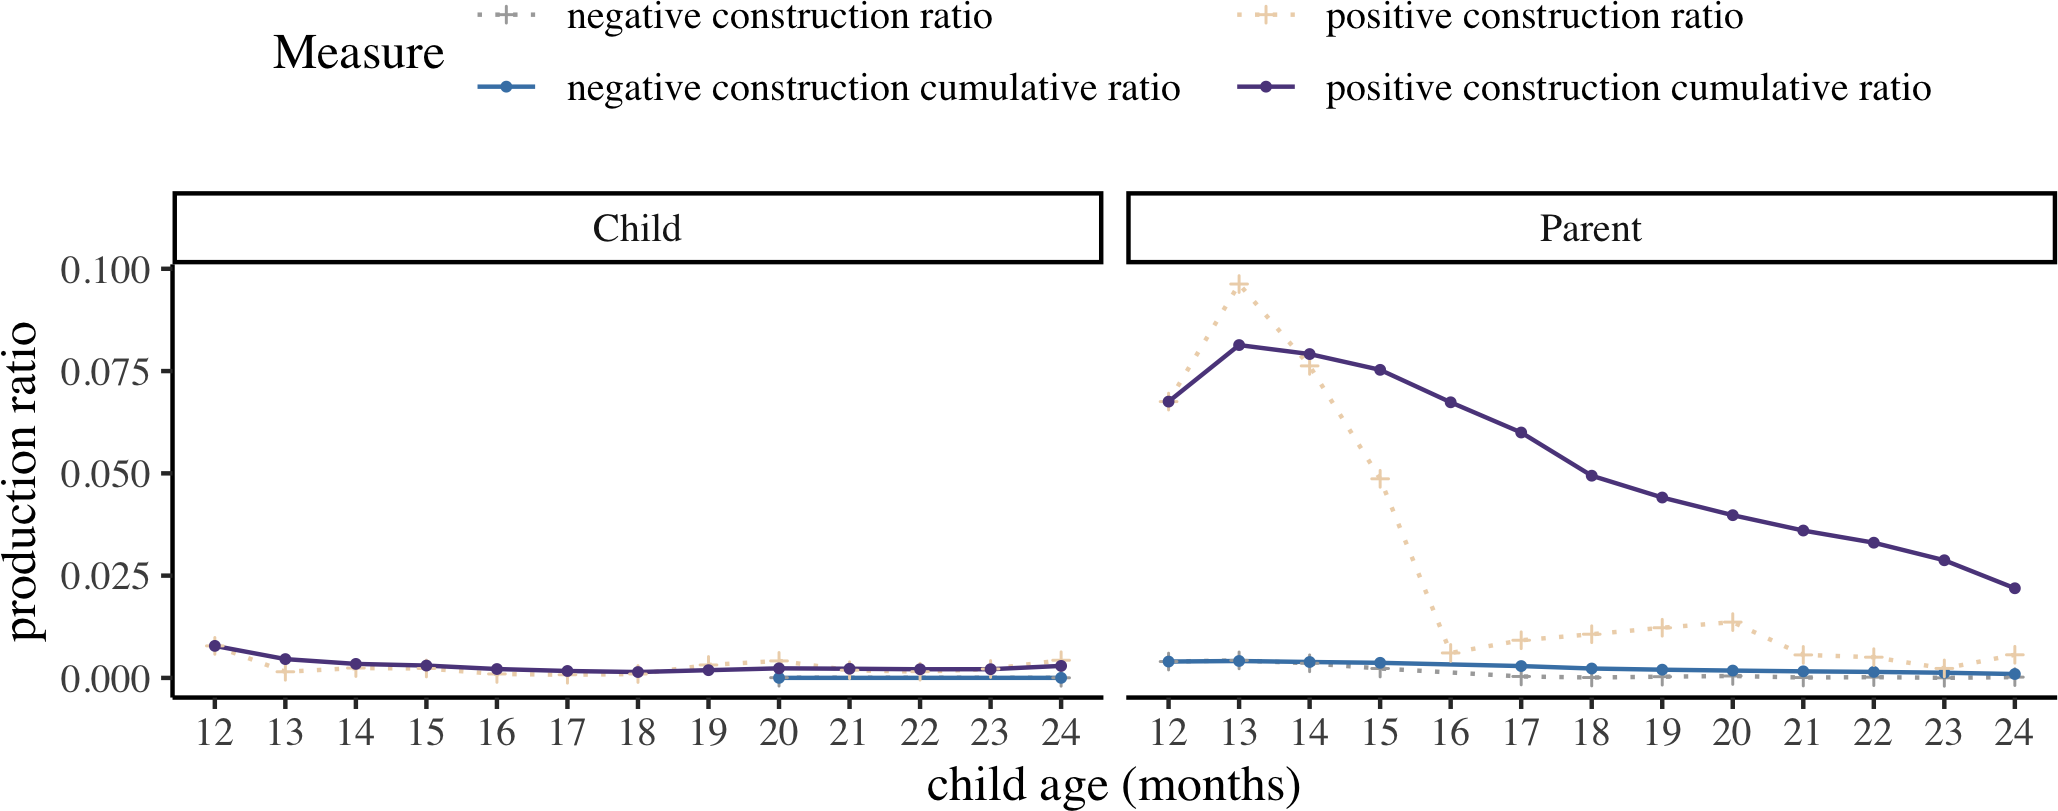 negative construction ratio
positive construction ratio
Measure
negative construction cumulative ratio
positive construction cumulative ratio
Child
Parent
0.100
0.075
0.050
0.025
0.000
production ratio
12 13 14 15 16 17 18 19 20 21 22 23 24
12 13 14 15 16 17 18 19 20 21 22 23 24
child age (months)